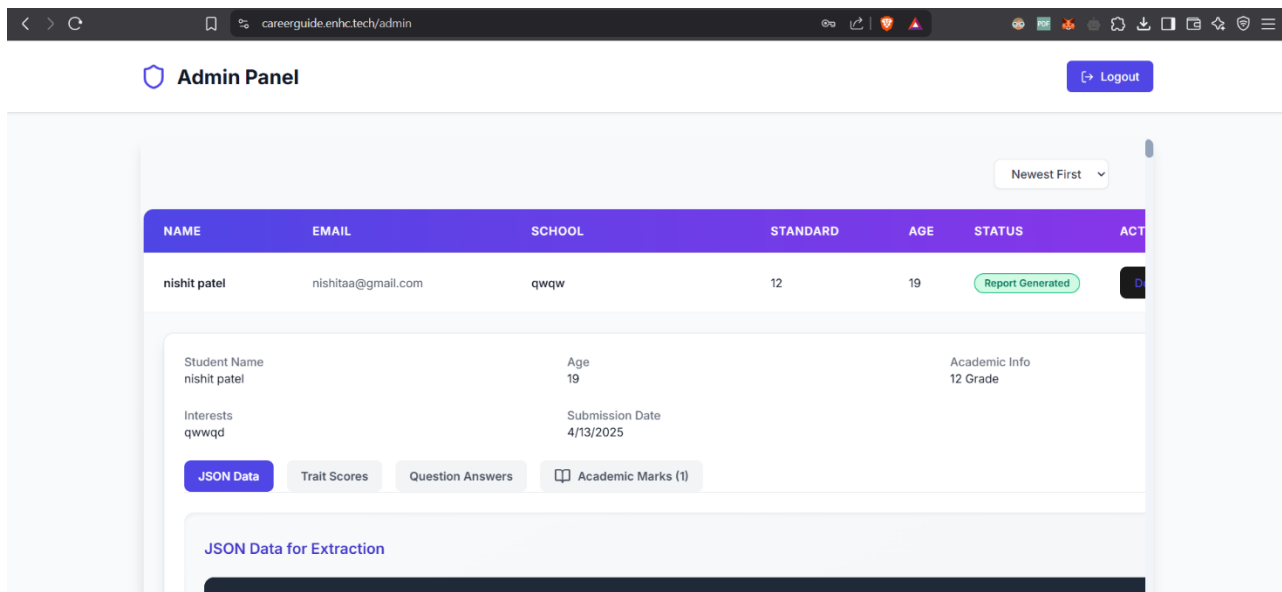 careerguide.enhc.tech/admin
PDF
Admin Panel
Logout
Newest First
NAME EMAIL SCHOOL STANDARD AGE STATUS ACT
nishit patel nishitaa@gmail.com qwqw 12 19 Report Generated
Student Name Age Academic Info
nishit patel 19 12 Grade
Interests Submission Date
qwwqd 4/13/2025
JSON Data Trait Scores Question Answers Academic Marks (1)
JSON Data for Extraction